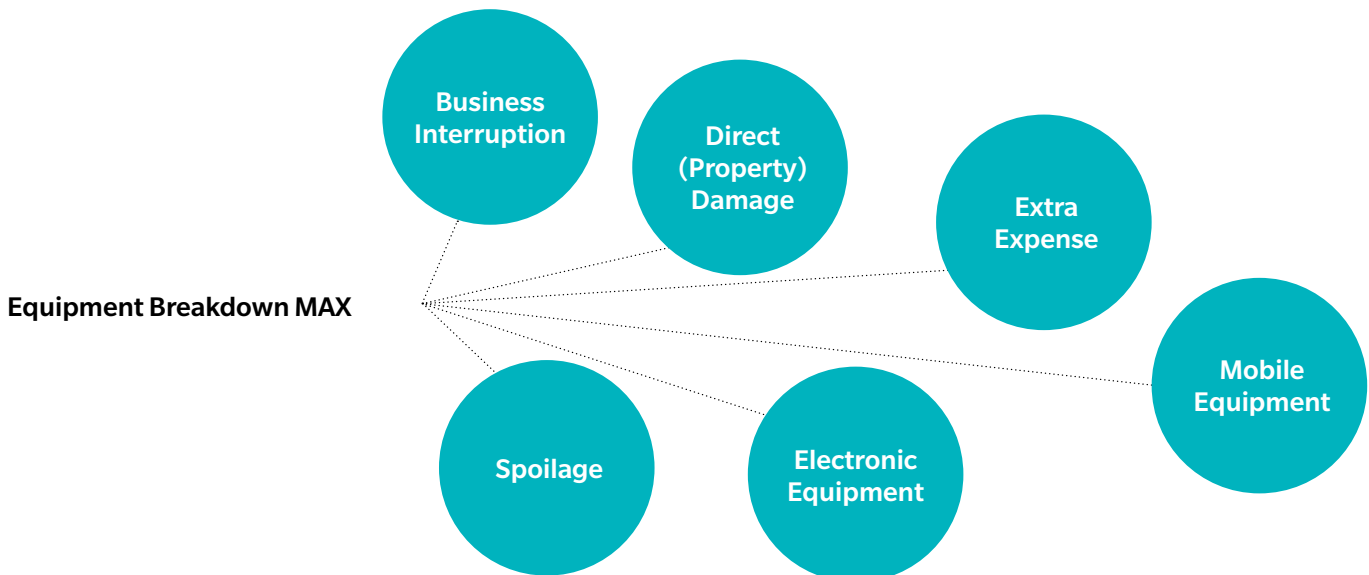 Business
Interruption
Direct
(Property)
Damage
Extra
Expense
Equipment Breakdown MAX
Mobile
Equipment
Spoilage
Electronic
Equipment